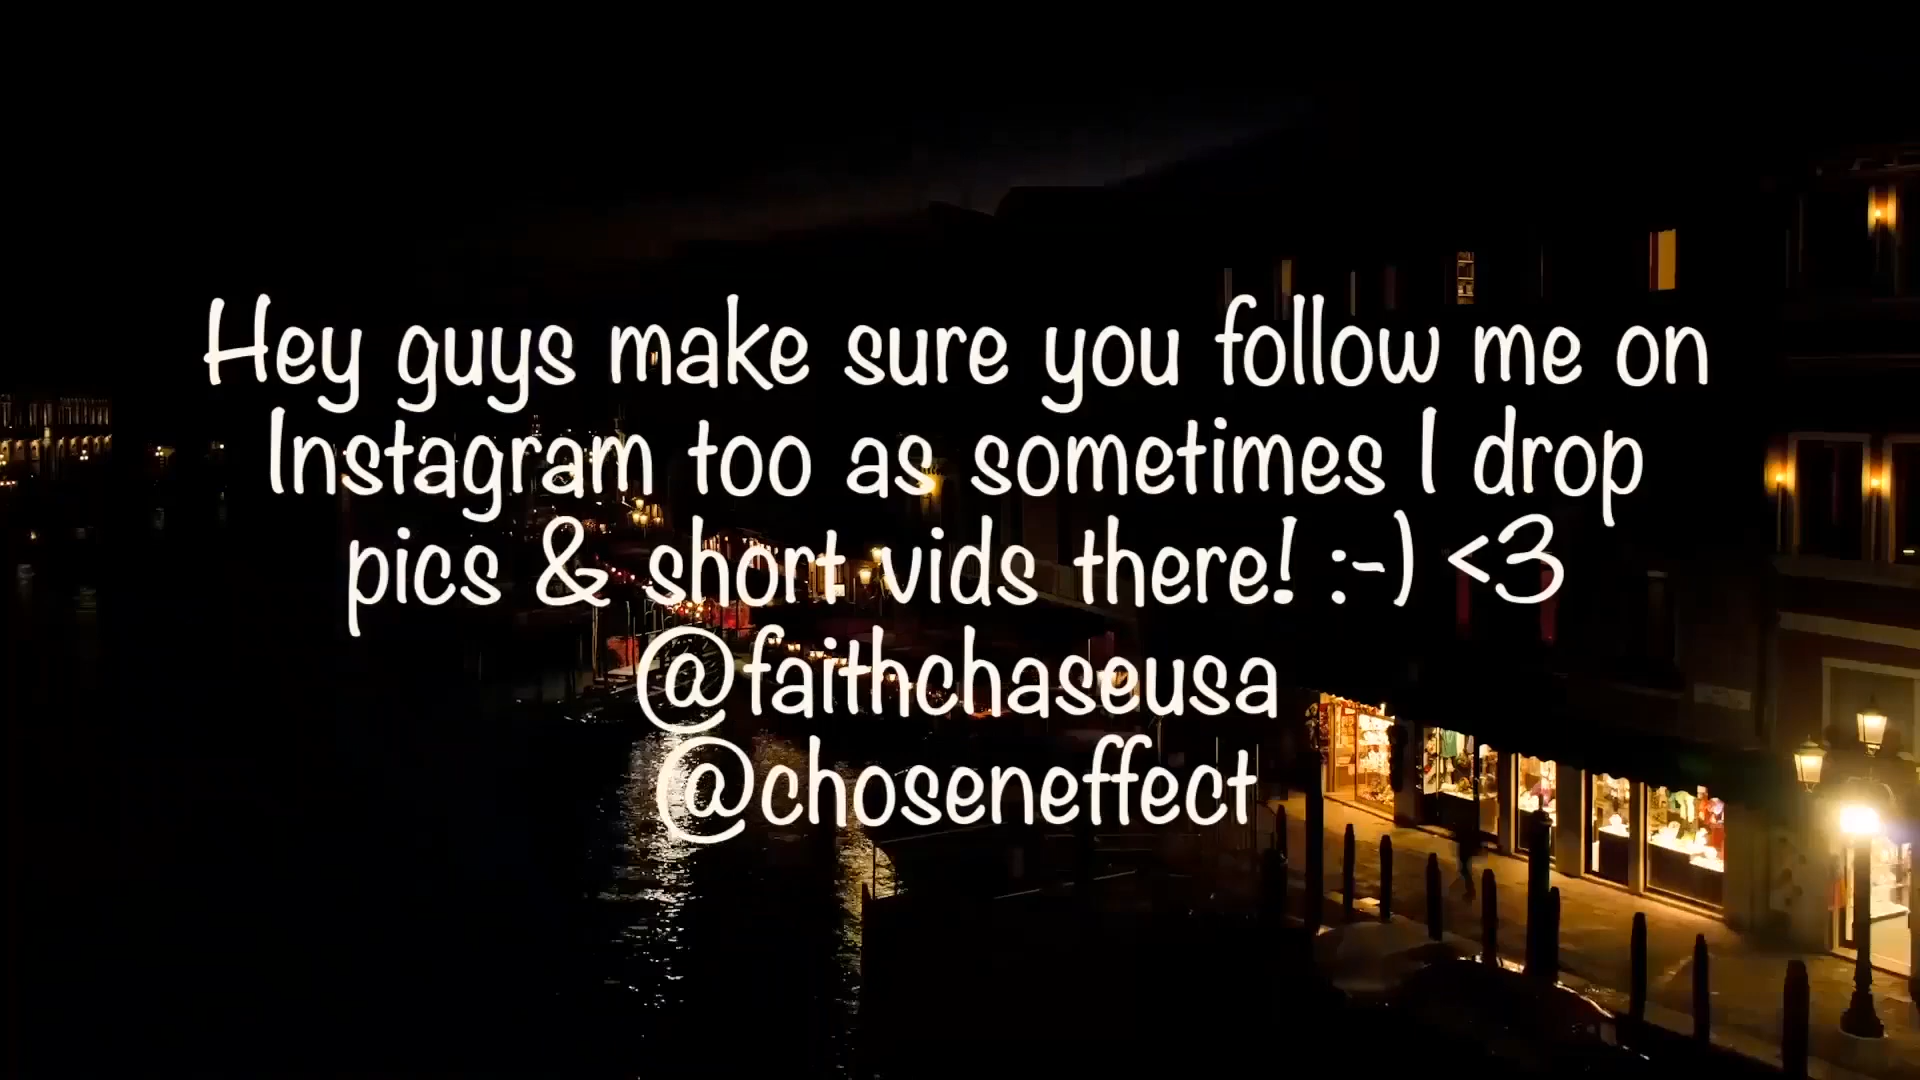 Hey guys make sure you follow me on
Instagram too as sometimes I drop
pics & short vids there! :-) <3
@faithchaseusa
@choseneffect